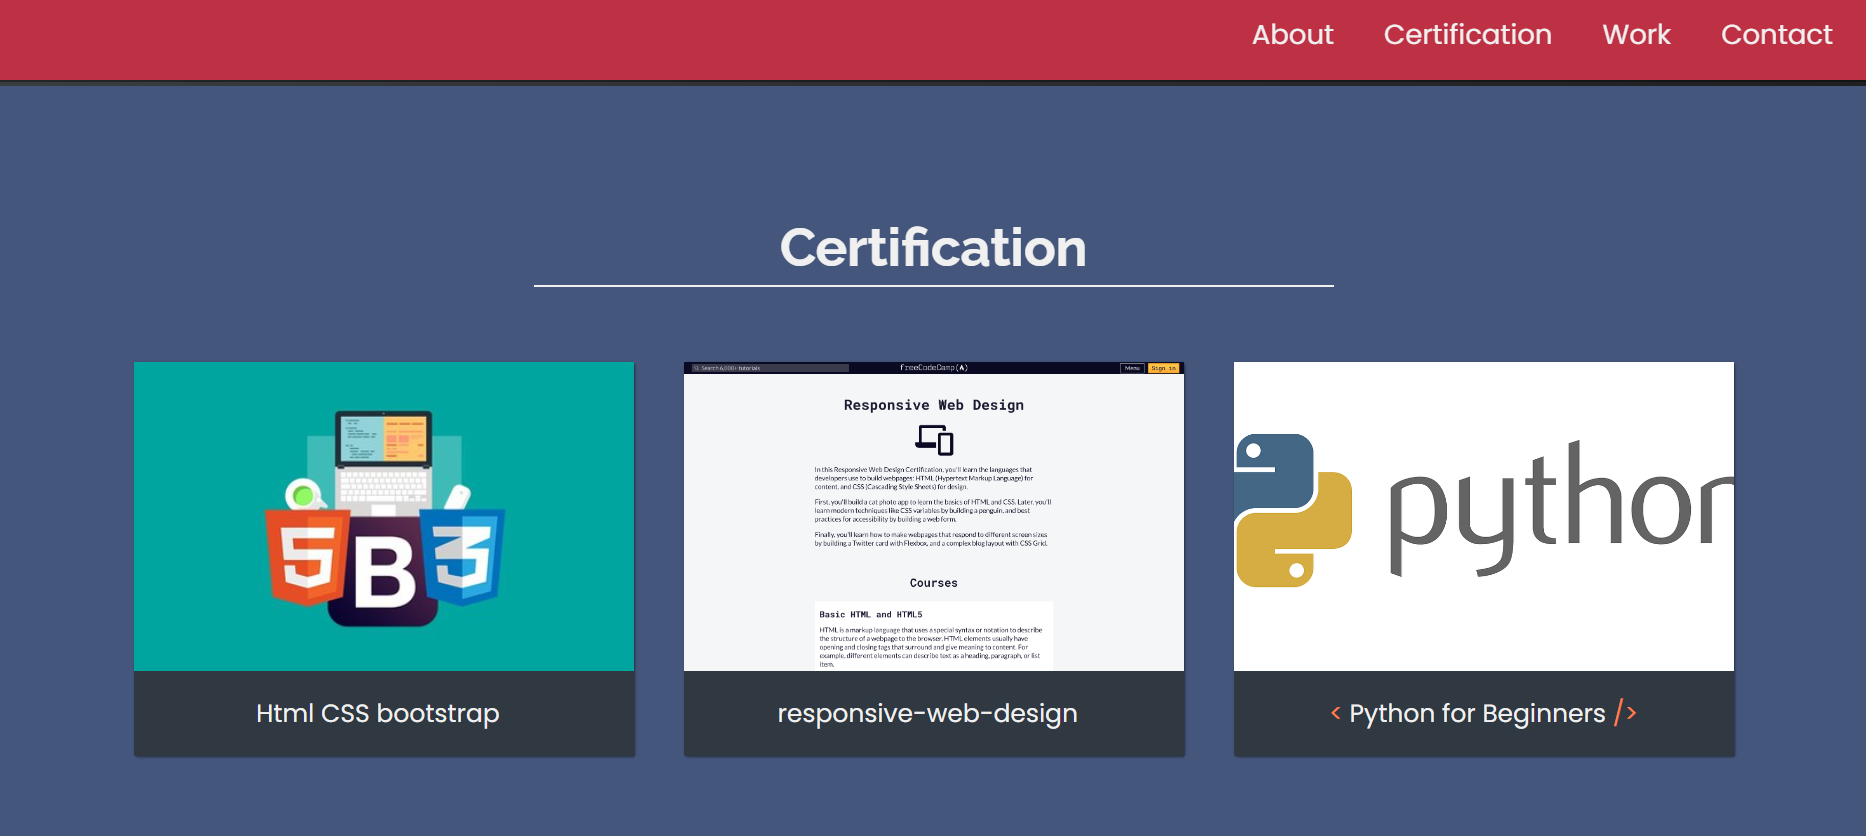 About Certification Work Contact
Certification
5 B 3
Html CSS bootstrap
Search 6,000+ tutorials freeCodeCamp(🔥) Menu Sign in
Responsive Web Design
In this Responsive Web Design Certification, you'll learn the languages that
developers use to build webpages: HTML (Hypertext Markup Language) for
content, and CSS (Cascading Style Sheets) for design.
First, you'll build a cat photo app to learn the basics of HTML and CSS. Later, you'll
learn modern techniques like CSS variables by building a penguin, and best
practices for accessibility by building a web form.
Finally, you'll learn how to make webpages that respond to different screen sizes
by building a Twitter card with Flexbox, and a complex blog layout with CSS Grid.
Courses
Basic HTML and HTML5
HTML is a markup language that uses a special syntax or notation to describe
the structure of a webpage to the browser. HTML elements usually have
opening and closing tags that surround and give meaning to content. For
example, different elements can describe text as a heading, paragraph, or list
item.
responsive-web-design
python
< Python for Beginners />